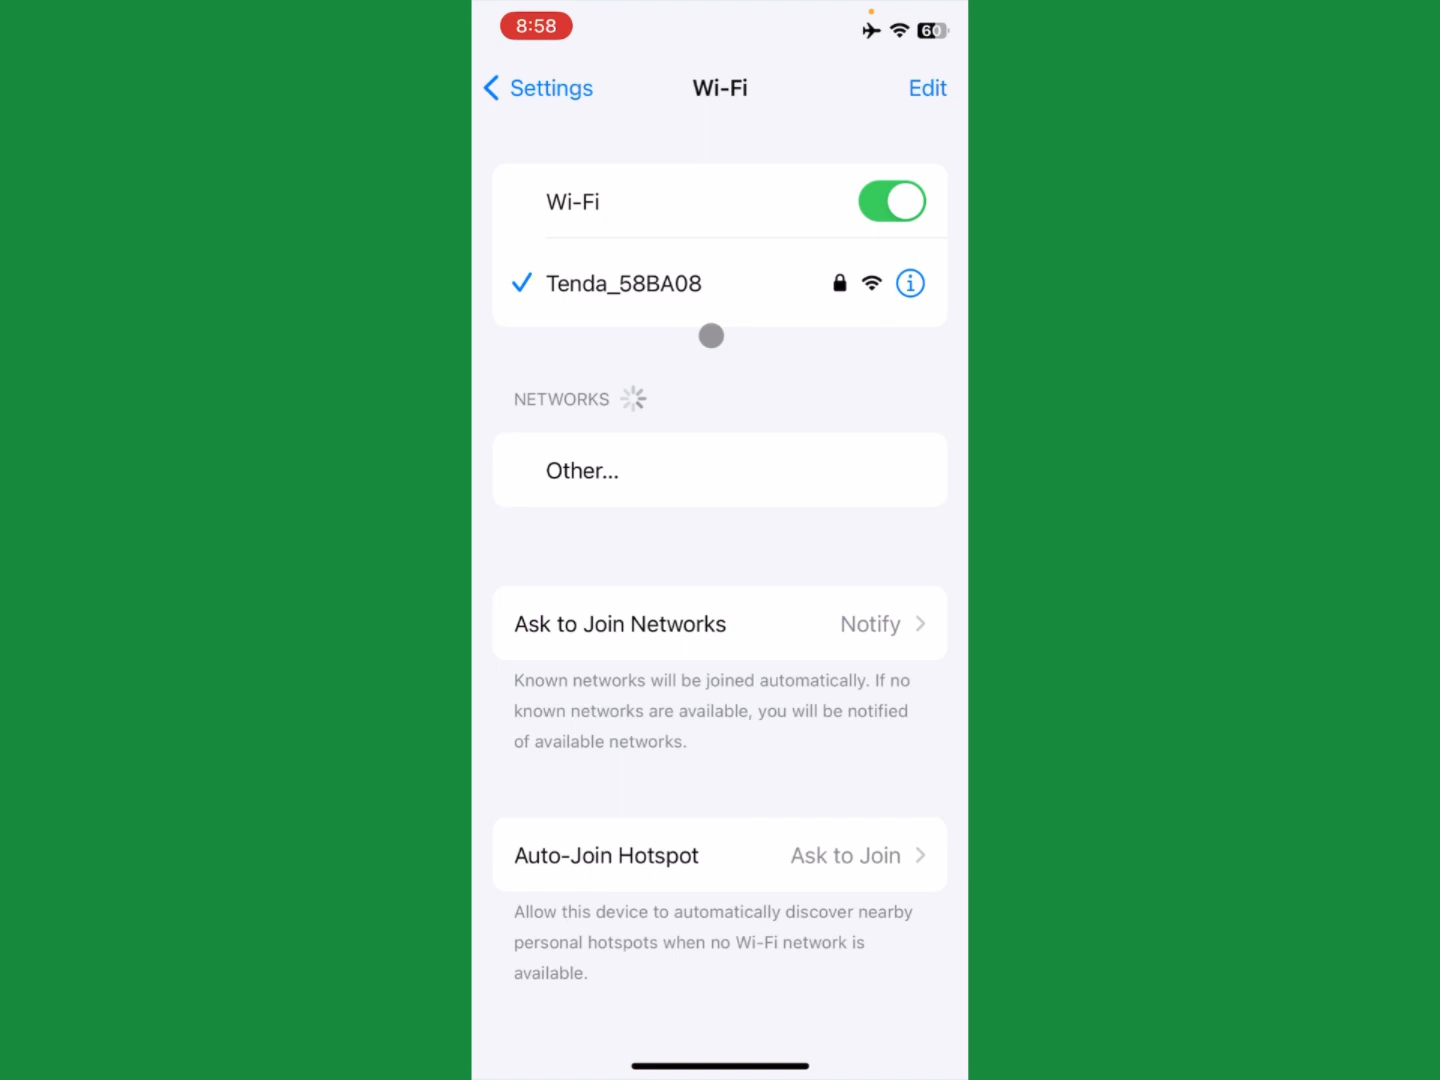 8:58
60
Settings
Wi-Fi
Edit
Wi-Fi
Tenda_58BA08
NETWORKS
Other...
Ask to Join Networks Notify
Known networks will be joined automatically. If no
known networks are available, you will be notified
of available networks.
Auto-Join Hotspot Ask to Join
Allow this device to automatically discover nearby
personal hotspots when no Wi-Fi network is
available.